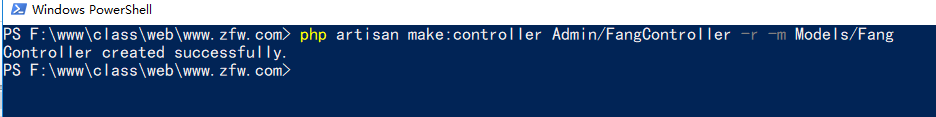 Windows PowerShell
PS F:\www\class\web\www.zfw.com> php artisan make:controller Admin/FangController -r -m Models/Fang
Controller created successfully.
PS F:\www\class\web\www.zfw.com>